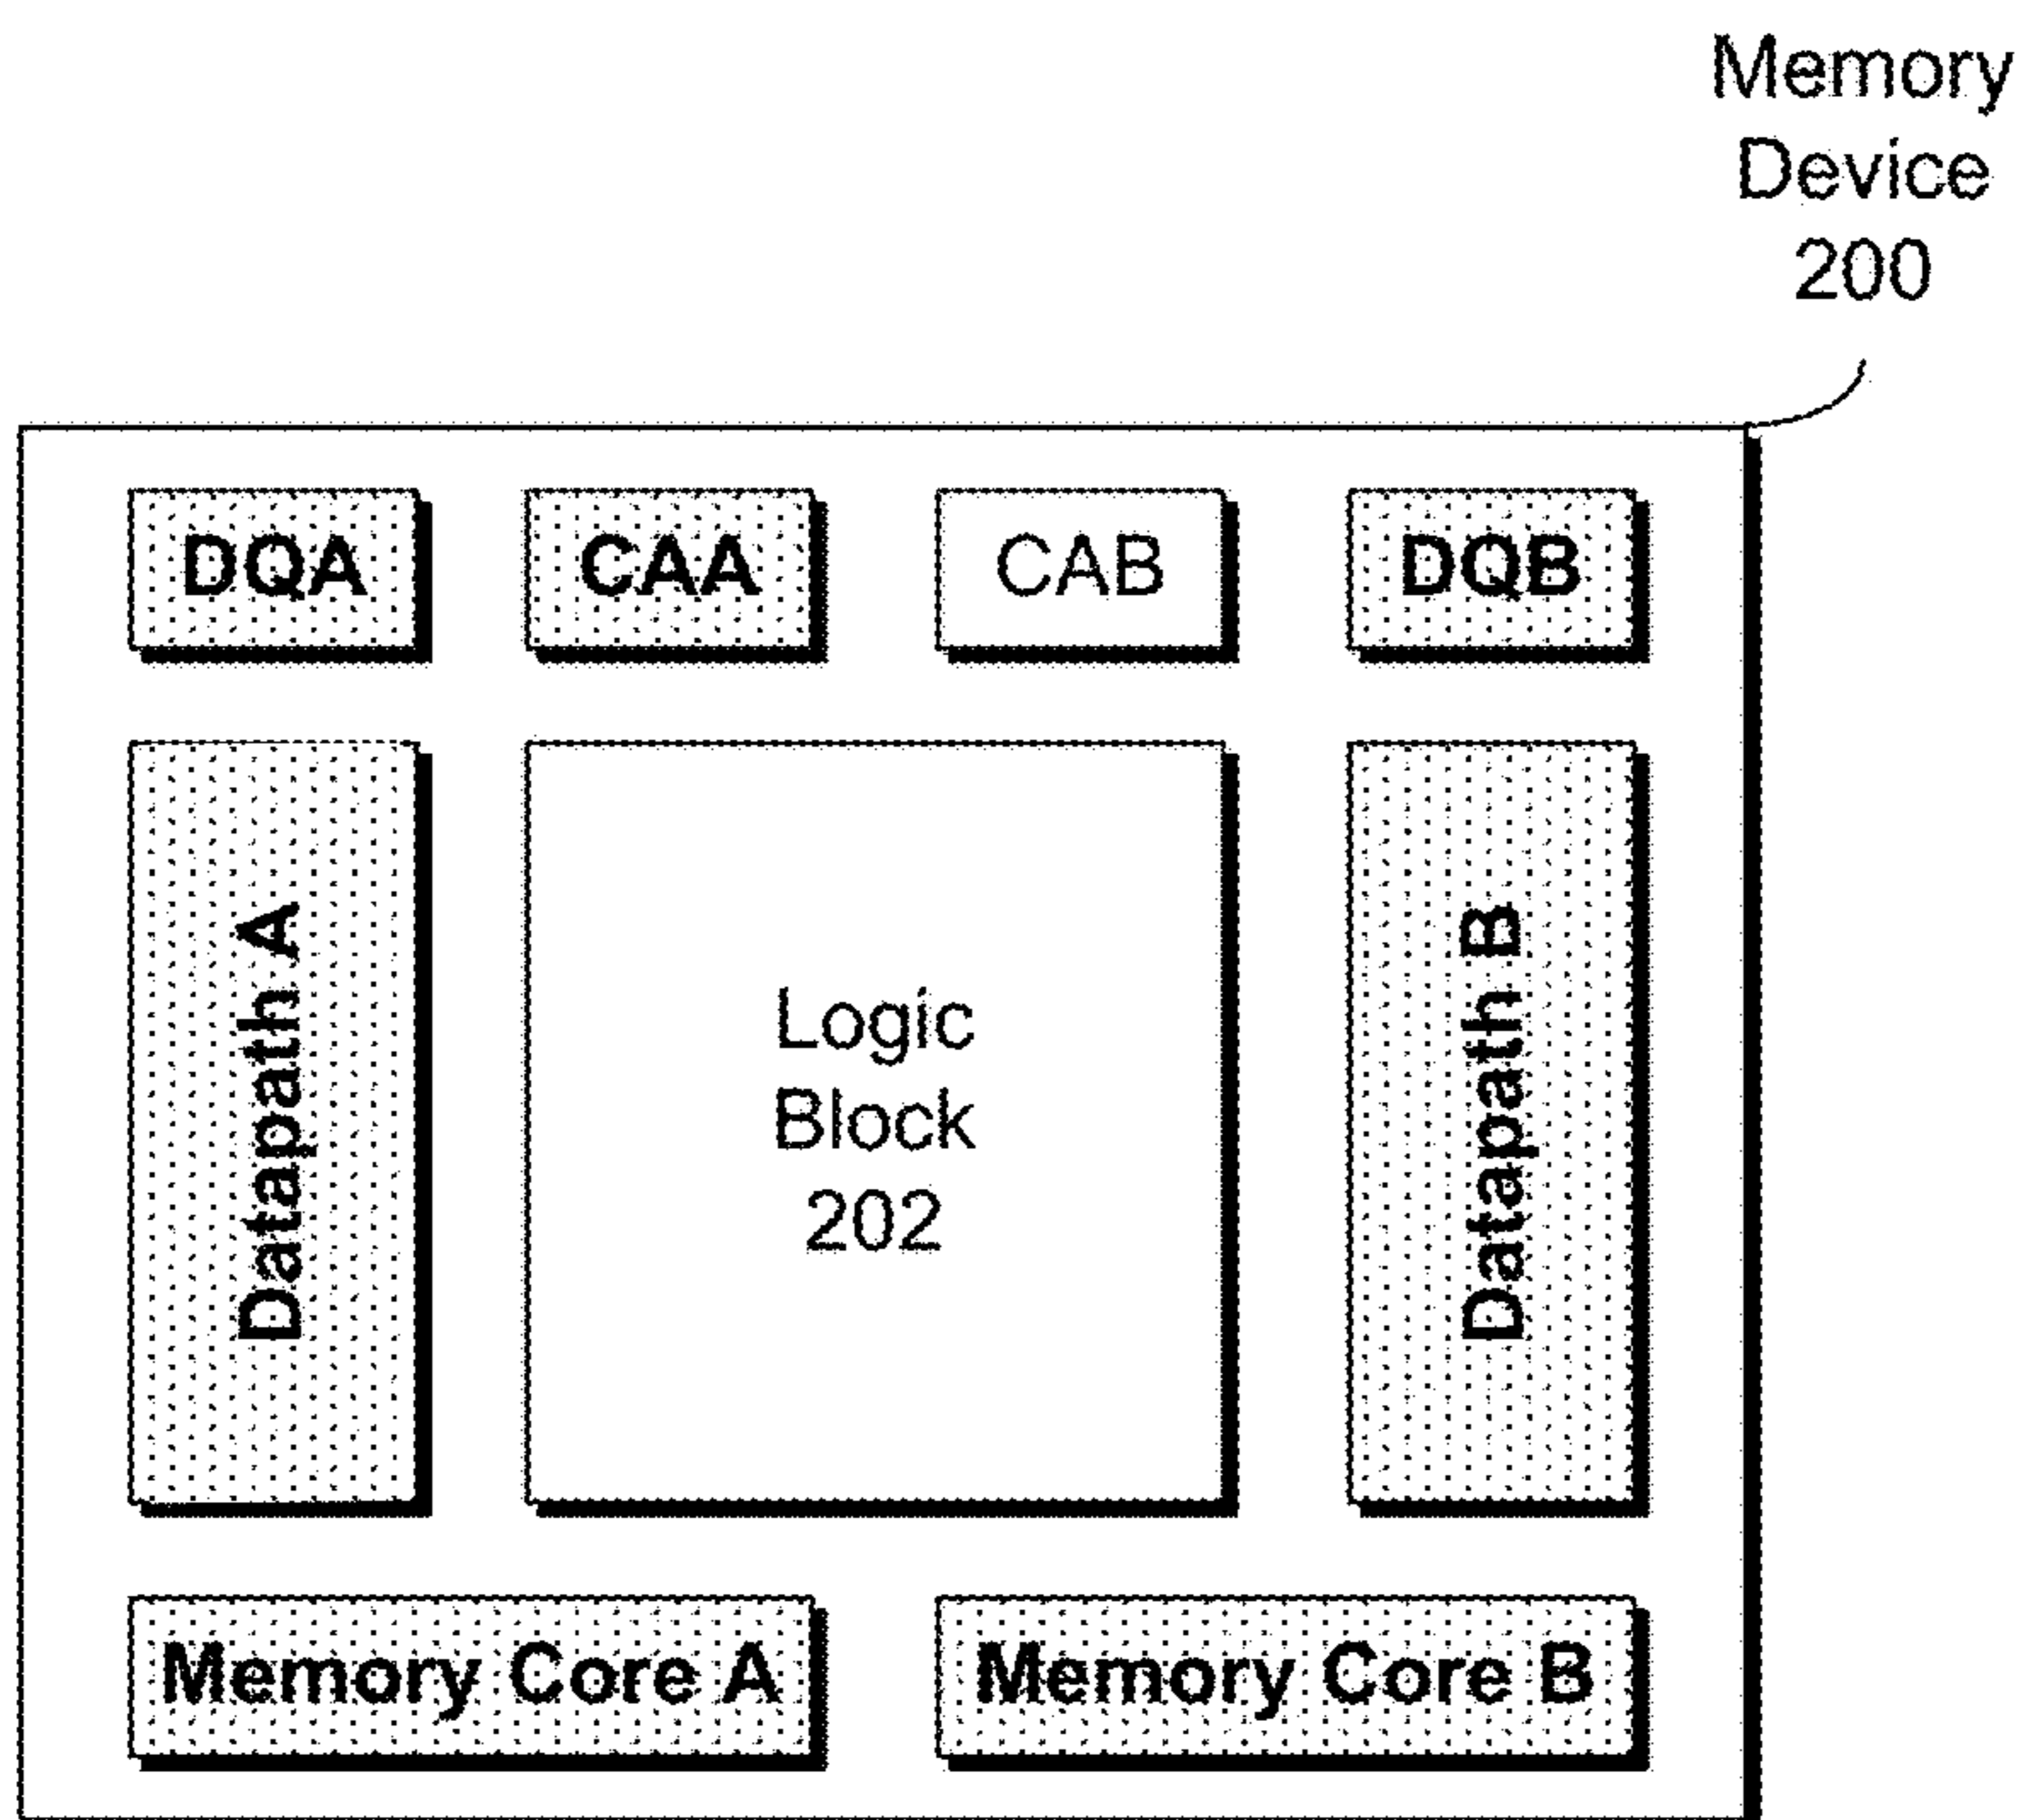 Memory
Device
200
DQA
CAA
CAB
DQB
Datapath A
Logic
Block
202
Datapath B
Memory Core A
Memory Core B